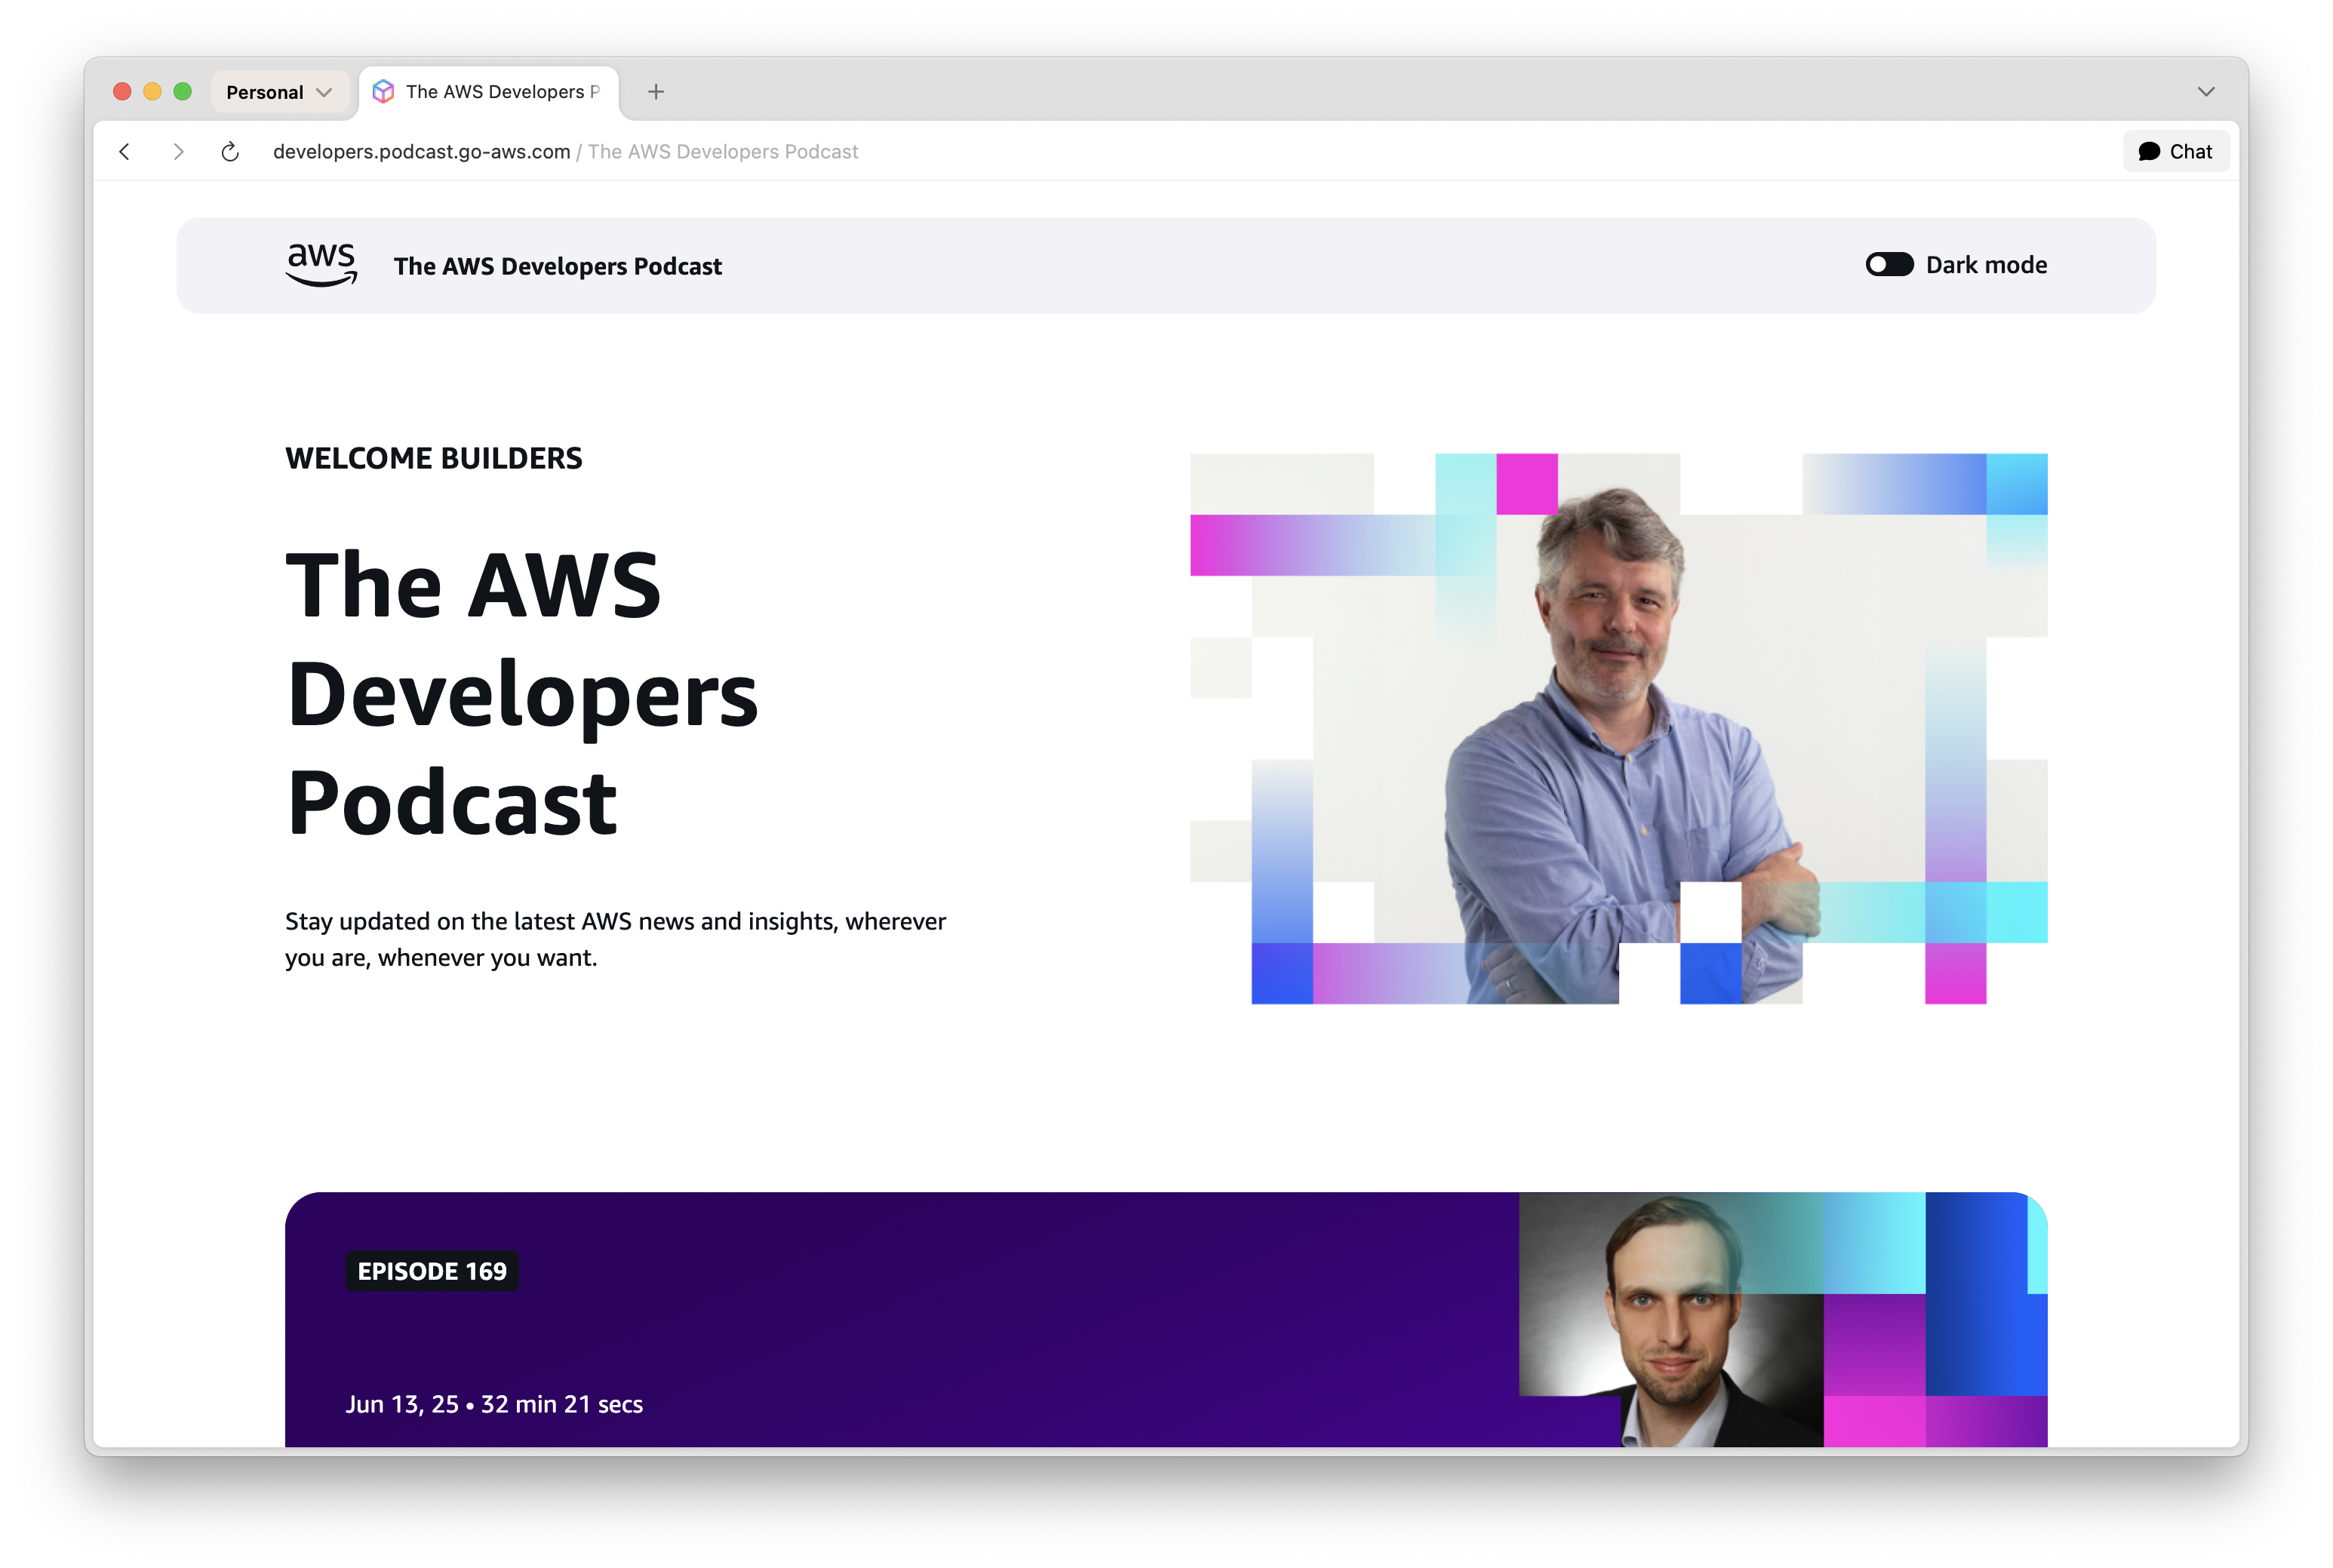 Personal
The AWS Developers P
developers.podcast.go-aws.com / The AWS Developers Podcast
Chat
aws
The AWS Developers Podcast
Dark mode
WELCOME BUILDERS
The AWS
Developers
Podcast
Stay updated on the latest AWS news and insights, wherever
you are, whenever you want.
EPISODE 169
Jun 13, 25 • 32 min 21 secs